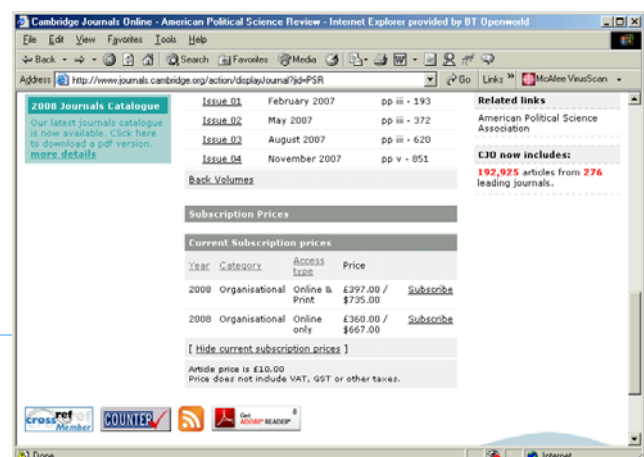 Cambridge Journals Online - American Political Science Review - Internet Explorer provided by BT Openworld
File Edit View Favorites Tools Help
Back Search Favorites Media
Address http://www.journals.cambridge.org/action/displayJournal?jid=PSR Go Links » McAfee VirusScan
2008 Journals Catalogue
Our latest journals catalogue
is now available. Click here
to download a pdf version.
more details
Issue 01 February 2007 pp iii - 193
Issue 02 May 2007 pp iii - 372
Issue 03 August 2007 pp iii - 620
Issue 04 November 2007 pp v - 851
Back Volumes
Subscription Prices
Current Subscription prices
Year Category Access type Price
2008 Organisational Online & Print £397.00 / $735.00 Subscribe
2008 Organisational Online only £360.00 / $667.00 Subscribe
[ Hide current subscription prices ]
Article price is £10.00
Price does not include VAT, GST or other taxes.
Related links
American Political Science
Association
CJO now includes:
192,925 articles from 276
leading journals.
cross ref Member
COUNTER
Get ADOBE® READER®
Done Internet